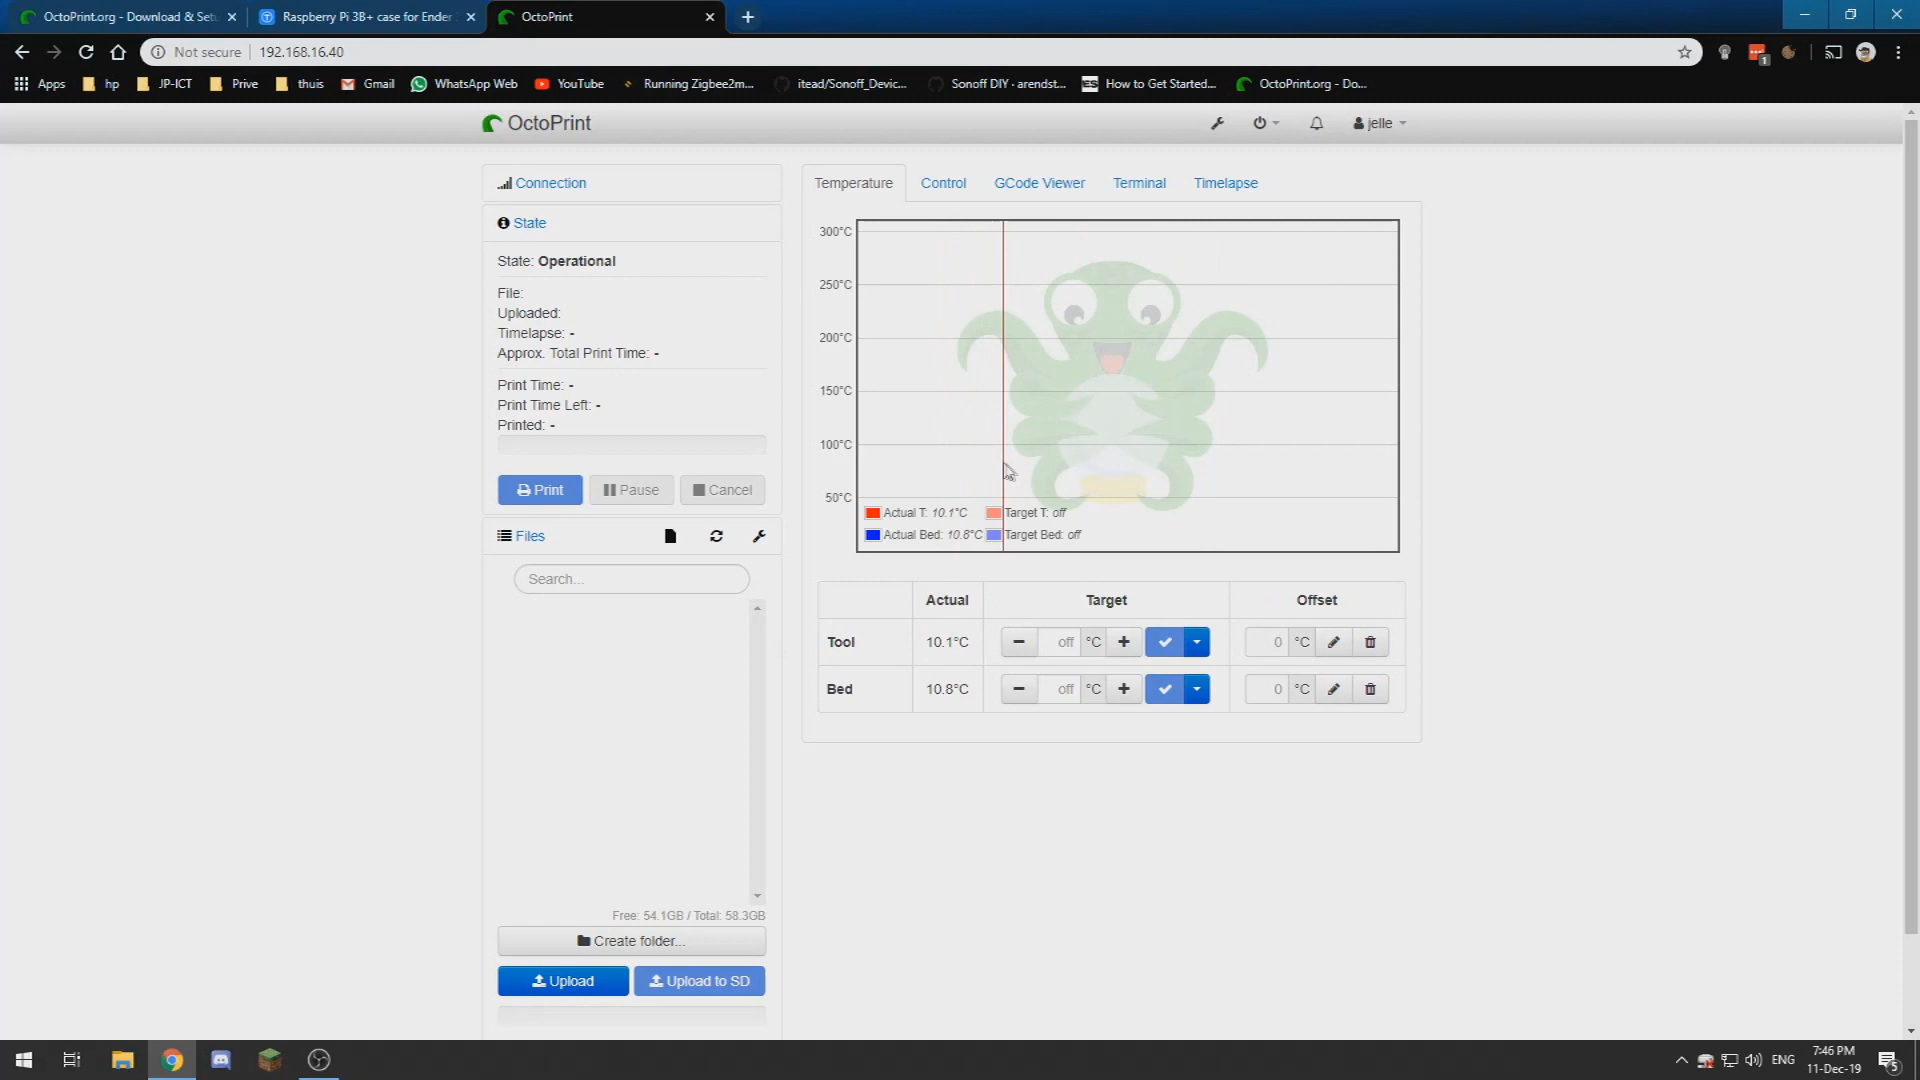 OctoPrint.org - Download & Setu
Raspberry Pi 3B+ case for Ender
OctoPrint
Not secure
192.168.16.40
1
Apps
hp
JP-ICT
Prive
thuis
Gmail
WhatsApp Web
YouTube
Running Zigbee2m...
itead/Sonoff_Devic...
Sonoff DIY · arendst...
How to Get Started...
OctoPrint.org - Do...
OctoPrint
jelle
Connection
State
State: Operational
File:
Uploaded:
Timelapse: -
Approx. Total Print Time: -
Print Time: -
Print Time Left: -
Printed: -
Print
Pause
Cancel
Files
Search...
Free: 54.1GB / Total: 58.3GB
Create folder...
Upload
Upload to SD
Temperature
Control
GCode Viewer
Terminal
Timelapse
300°C
250°C
200°C
150°C
100°C
50°C
Actual T: 10.1°C
Target T: off
Actual Bed: 10.8°C
Target Bed: off
Actual
Target
Offset
Tool
10.1°C
off
°C
0
°C
Bed
10.8°C
off
°C
0
°C
ENG
7:46 PM
11-Dec-19
5